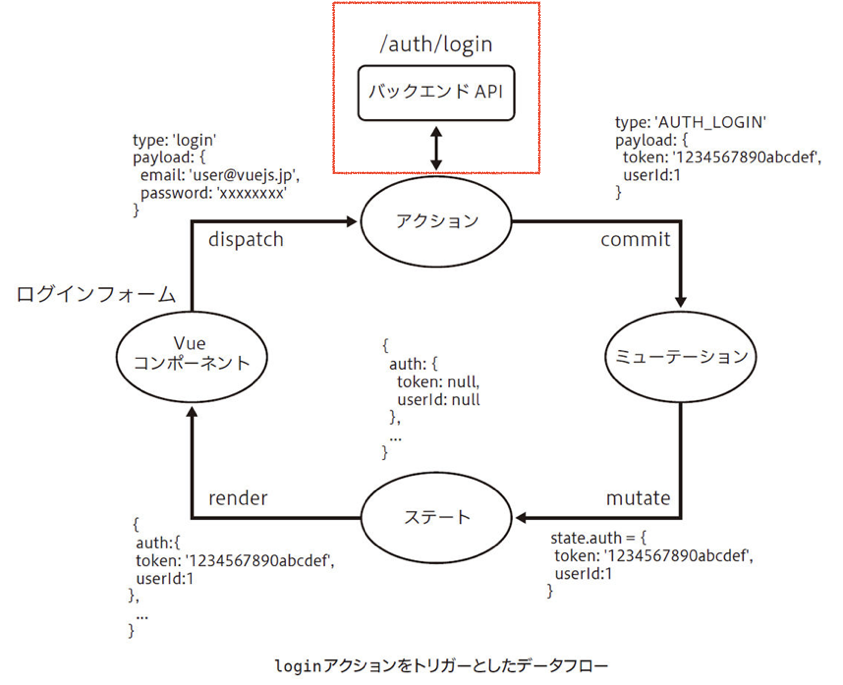 /auth/login
バックエンド API
type: 'login'
payload: {
email: 'user@vuejs.jp',
password: 'xxxxxxxx'
}
type: 'AUTH_LOGIN'
payload: {
token: '1234567890abcdef',
userId:1
}
アクション
dispatch
commit
ログインフォーム
Vue
コンポーネント
{
auth: {
token: null,
userId: null
},
...
}
ミューテーション
render
ステート
mutate
{
auth:{
token: '1234567890abcdef',
userId:1
},
...
}
state.auth = {
token: '1234567890abcdef',
userId:1
}
loginアクションをトリガーとしたデータフロー